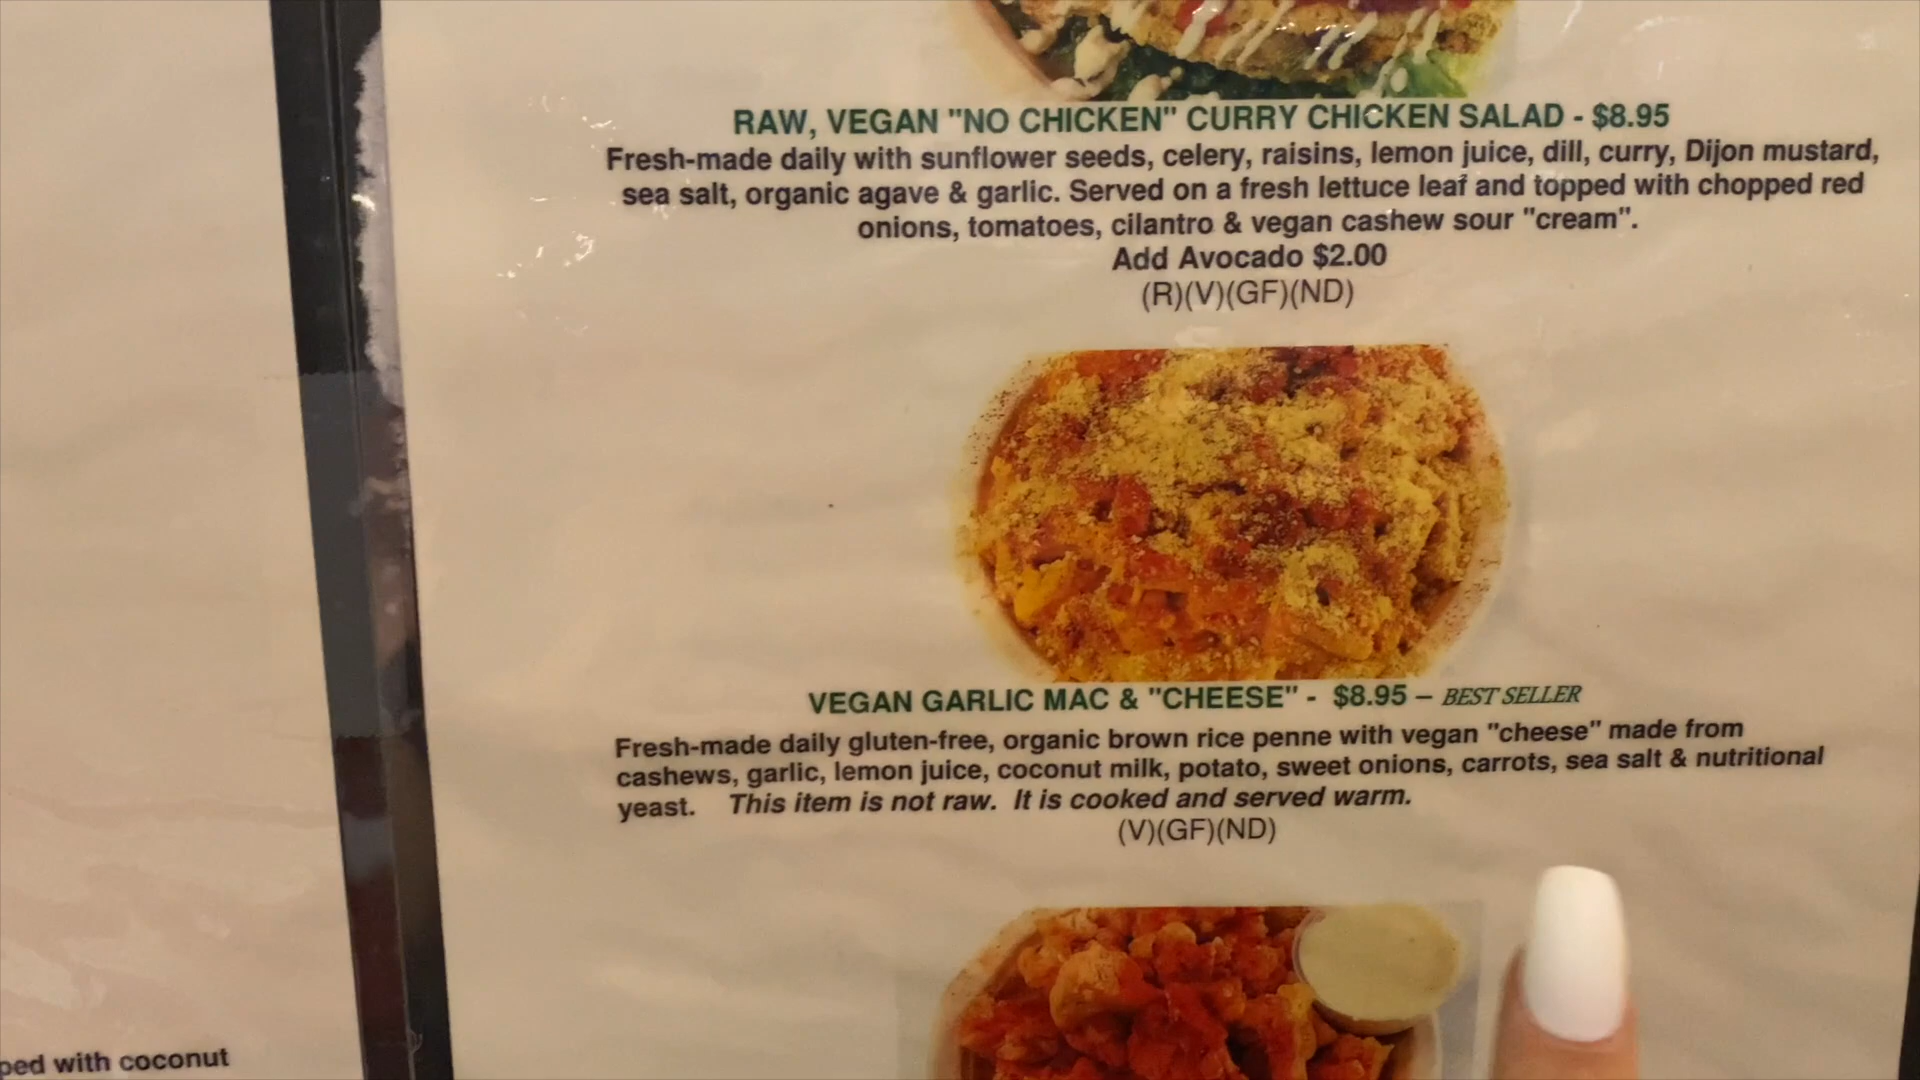 RAW, VEGAN "NO CHICKEN" CURRY CHICKEN SALAD - $8.95
Fresh-made daily with sunflower seeds, celery, raisins, lemon juice, dill, curry, Dijon mustard,
sea salt, organic agave & garlic. Served on a fresh lettuce leaf and topped with chopped red
onions, tomatoes, cilantro & vegan cashew sour "cream".
Add Avocado $2.00
(R)(V)(GF)(ND)
VEGAN GARLIC MAC & "CHEESE" - $8.95 – BEST SELLER
Fresh-made daily gluten-free, organic brown rice penne with vegan "cheese" made from
cashews, garlic, lemon juice, coconut milk, potato, sweet onions, carrots, sea salt & nutritional
yeast. This item is not raw. It is cooked and served warm.
(V)(GF)(ND)
with coconut